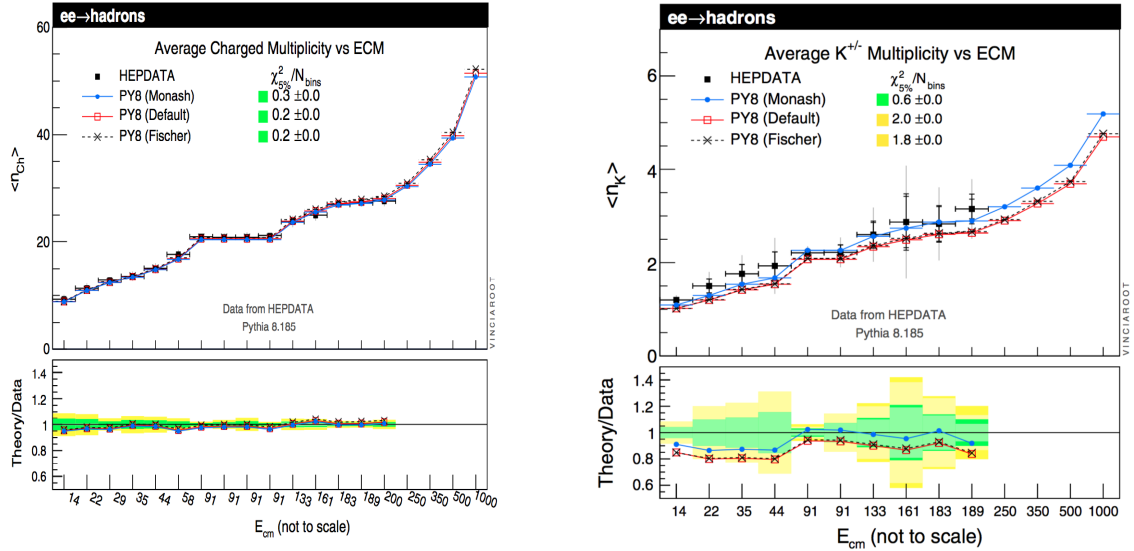 ee→hadrons
Average Charged Multiplicity vs ECM
HEPDATA
PY8 (Monash)
PY8 (Default)
PY8 (Fischer)
χ²5%/Nbins
0.3 ±0.0
0.2 ±0.0
0.2 ±0.0
<nCh>
60
40
20
0
Data from HEPDATA
Pythia 8.185
VINCIAROOT
Theory/Data
1.4
1.2
1
0.8
0.6
14 22 29 35 44 58 91 91 91 91 133 161 183 189 200 250 350 500 1000
Ecm (not to scale)
ee→hadrons
Average K+/- Multiplicity vs ECM
HEPDATA
PY8 (Monash)
PY8 (Default)
PY8 (Fischer)
χ²5%/Nbins
0.6 ±0.0
2.0 ±0.0
1.8 ±0.0
<nK>
6
4
2
0
Data from HEPDATA
Pythia 8.185
VINCIAROOT
Theory/Data
1.4
1.2
1
0.8
0.6
14 22 35 44 91 91 133 161 183 189 250 350 500 1000
Ecm (not to scale)